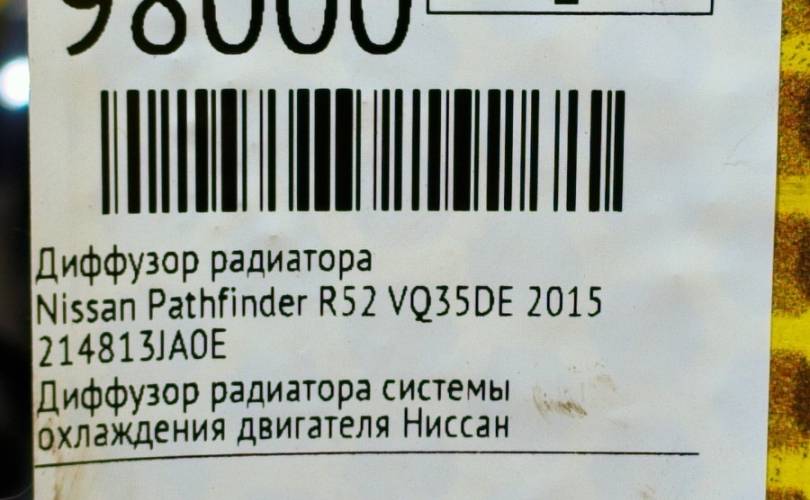 98000
Диффузор радиатора
Nissan Pathfinder R52 VQ35DE 2015
214813JA0E
Диффузор радиатора системы
охлаждения двигателя Ниссан